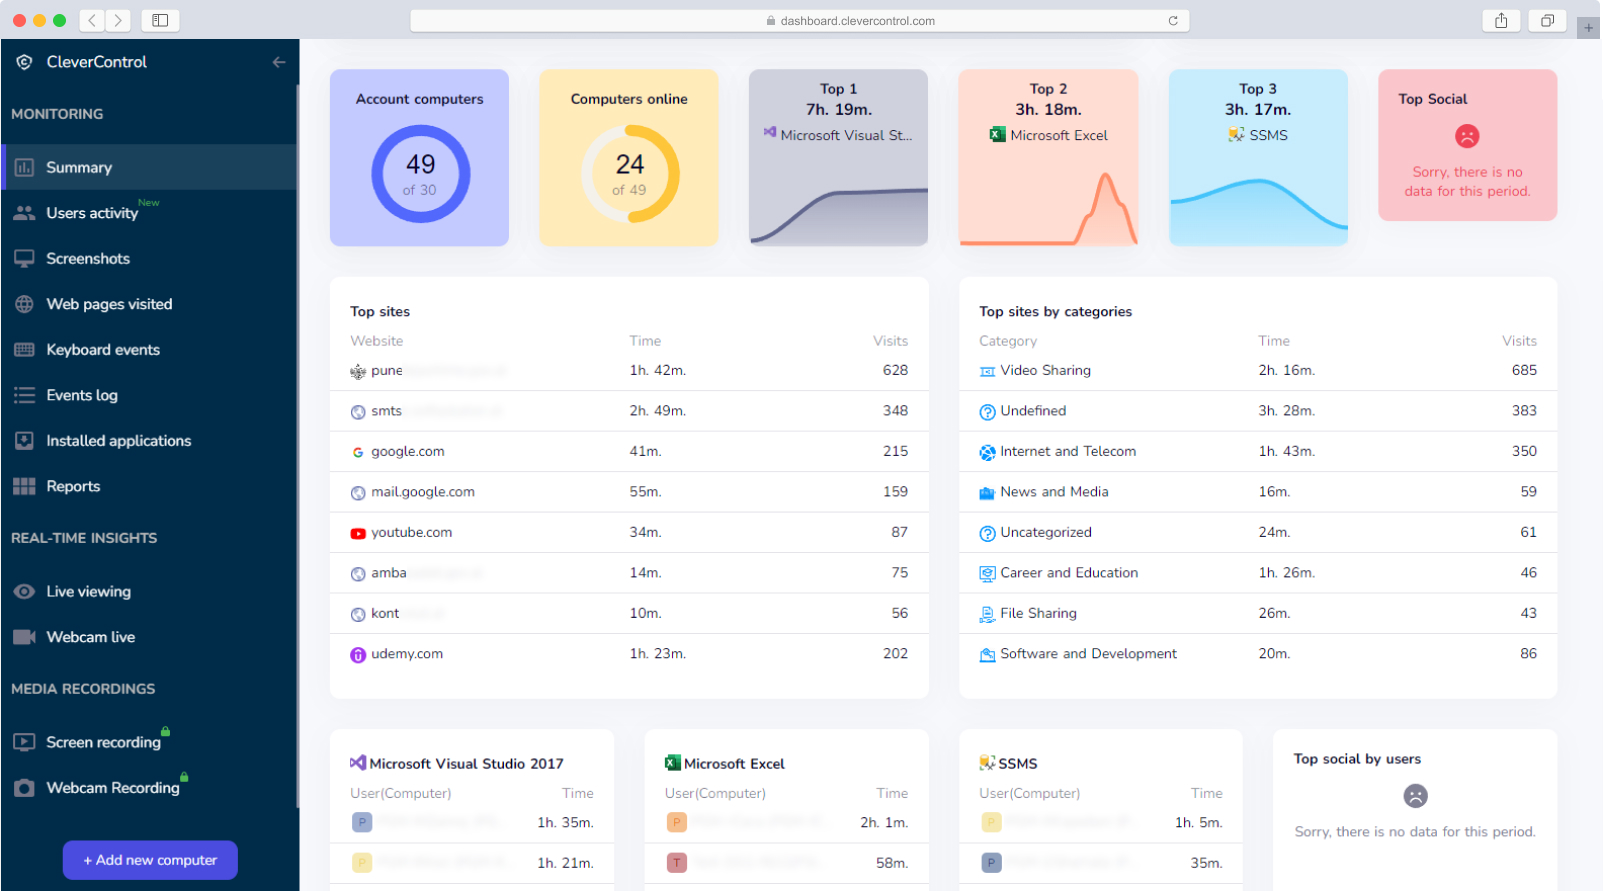 dashboard.clevercontrol.com
CleverControl
MONITORING
Summary
Users activity New
Screenshots
Web pages visited
Keyboard events
Events log
Installed applications
Reports
REAL-TIME INSIGHTS
Live viewing
Webcam live
MEDIA RECORDINGS
Screen recording
Webcam Recording
+ Add new computer
Account computers
49
of 30
Computers online
24
of 49
Top 1
7h. 19m.
Microsoft Visual St...
Top 2
3h. 18m.
Microsoft Excel
Top 3
3h. 17m.
SSMS
Top Social
Sorry, there is no
data for this period.
Top sites
Website Time Visits
pune 1h. 42m. 628
smts 2h. 49m. 348
google.com 41m. 215
mail.google.com 55m. 159
youtube.com 34m. 87
amba 14m. 75
kont 10m. 56
udemy.com 1h. 23m. 202
Top sites by categories
Category Time Visits
Video Sharing 2h. 16m. 685
Undefined 3h. 28m. 383
Internet and Telecom 1h. 43m. 350
News and Media 16m. 59
Uncategorized 24m. 61
Career and Education 1h. 26m. 46
File Sharing 26m. 43
Software and Development 20m. 86
Microsoft Visual Studio 2017
User(Computer) Time
P 1h. 35m.
P 1h. 21m.
Microsoft Excel
User(Computer) Time
P 2h. 1m.
T 58m.
SSMS
User(Computer) Time
P 1h. 5m.
P 35m.
Top social by users
Sorry, there is no data for this period.